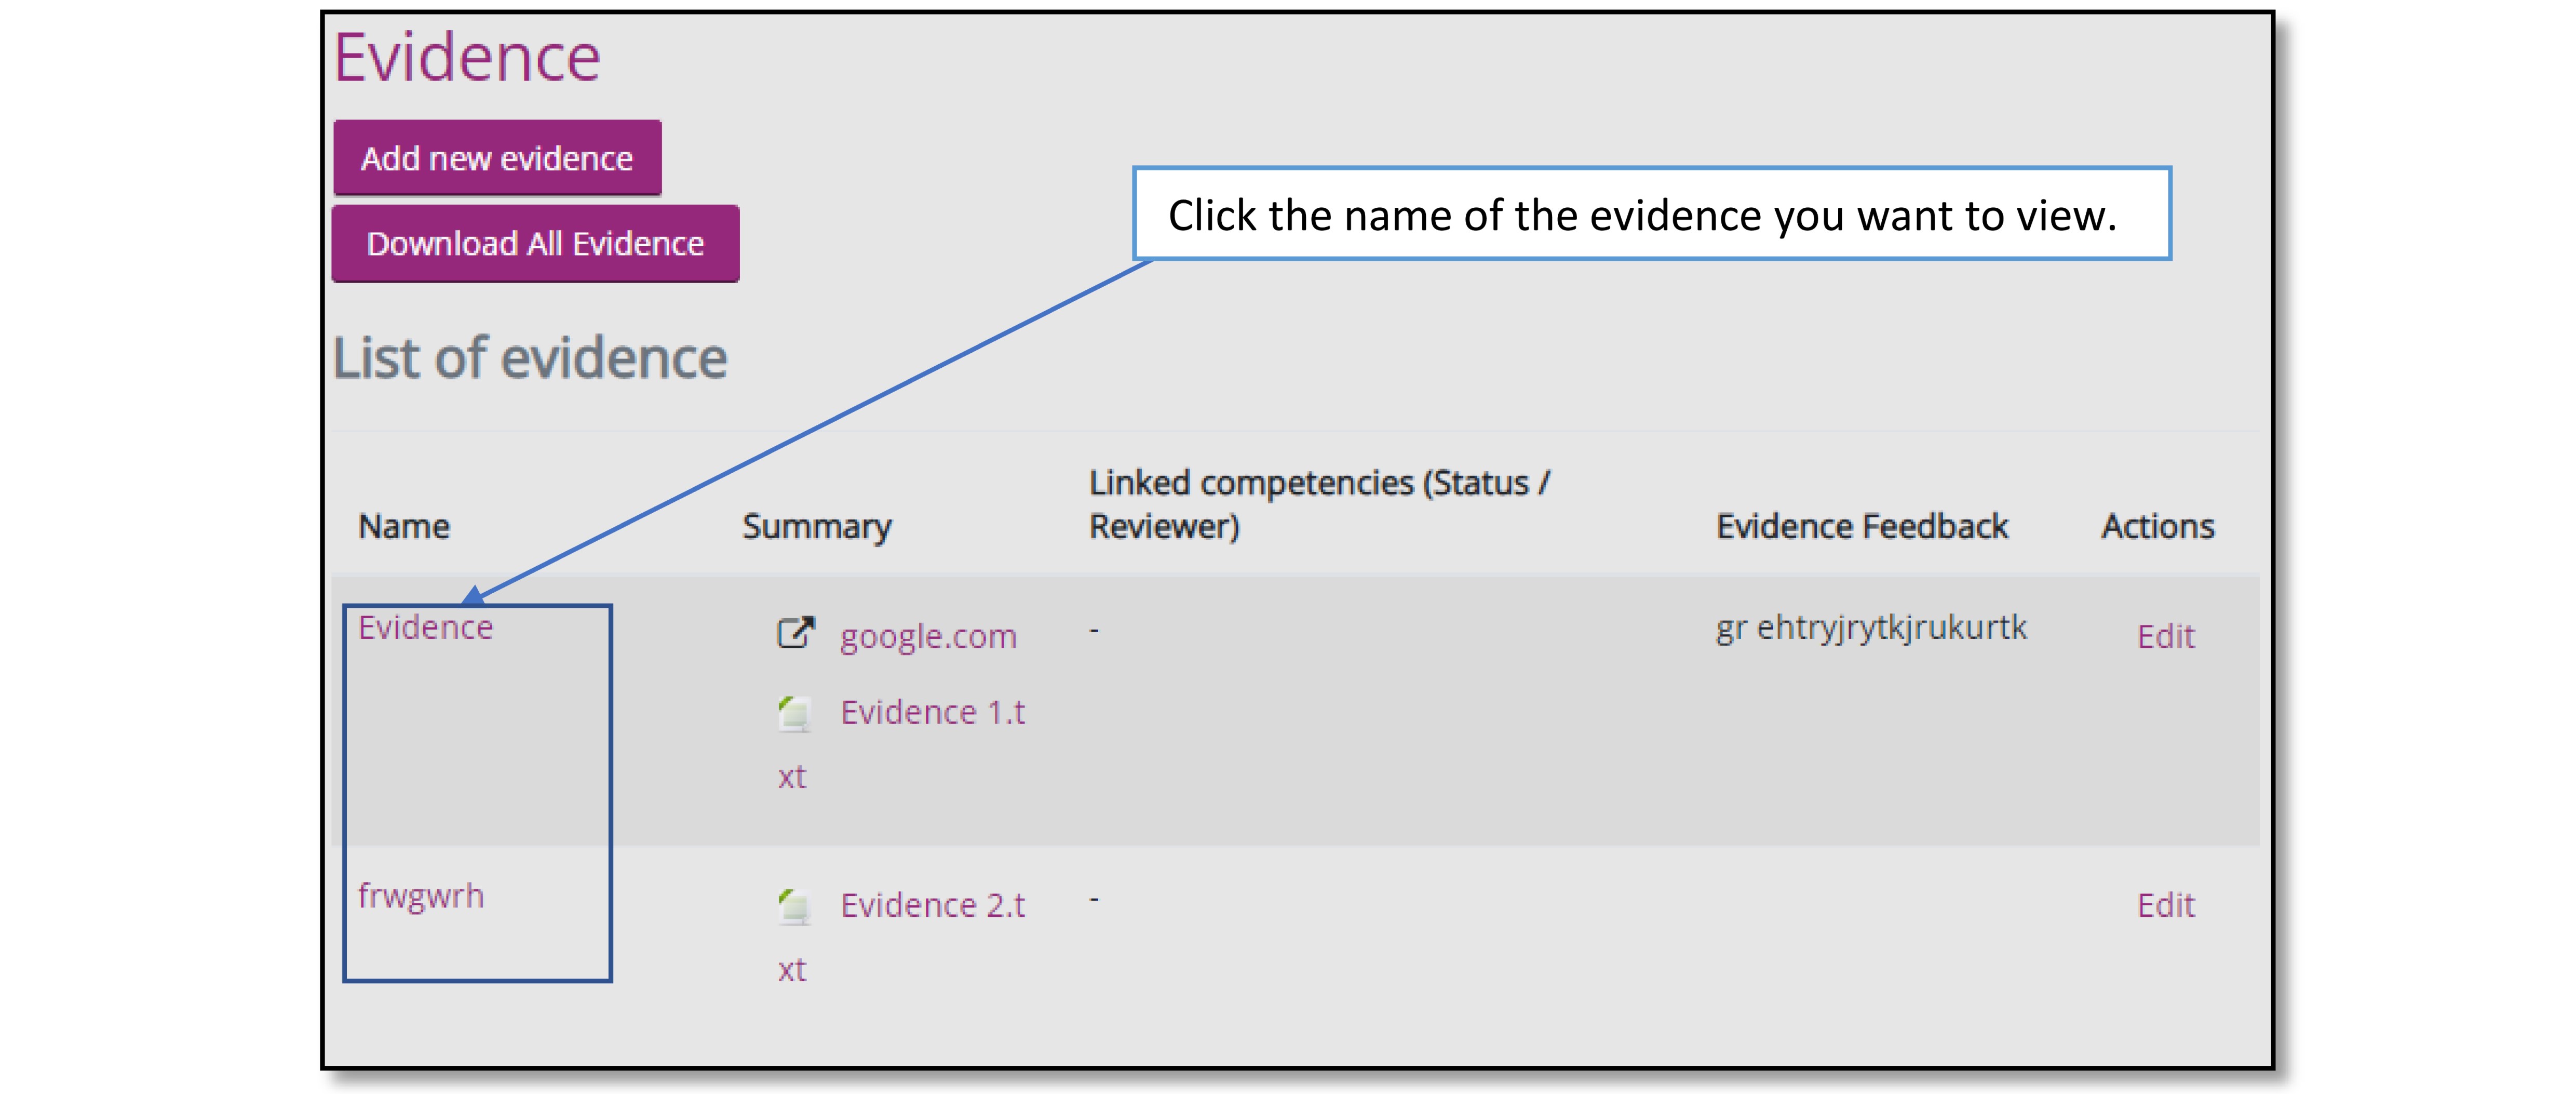 Evidence
Add new evidence
Download All Evidence
Click the name of the evidence you want to view.
List of evidence
Name
Summary
Linked competencies (Status /
Reviewer)
Evidence Feedback
Actions
Evidence
google.com
-
gr ehtryjrytkjrukurtk
Edit
Evidence 1.t
xt
frwgwrh
Evidence 2.t
-
Edit
xt